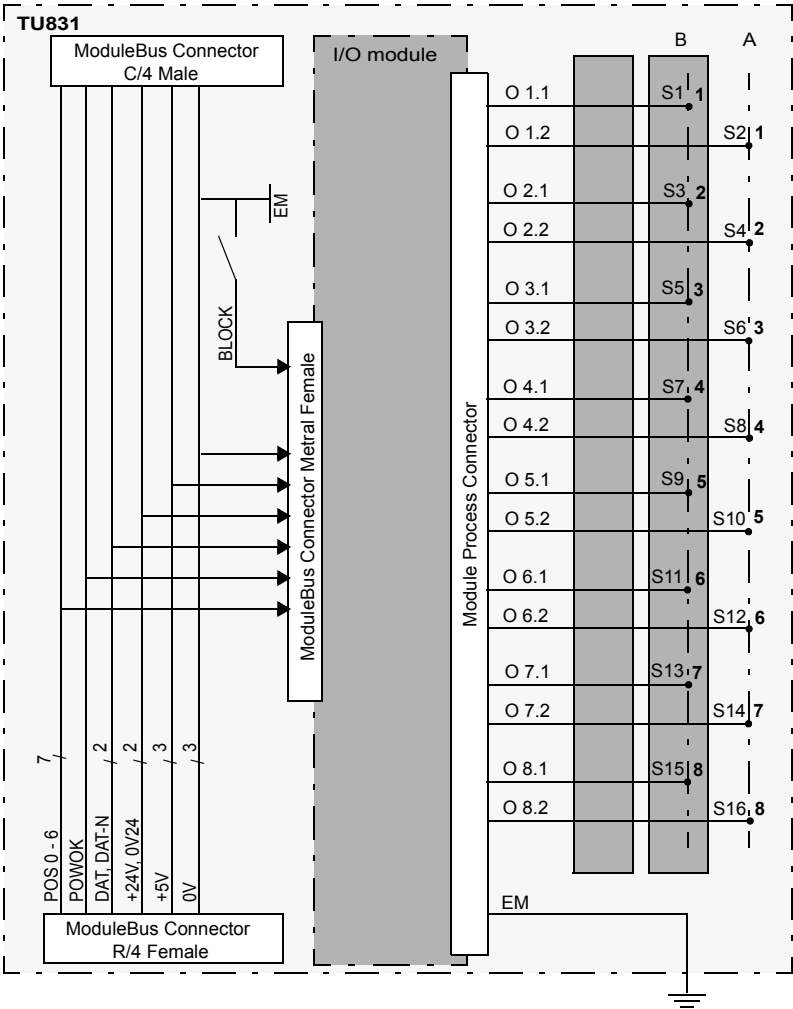 TU831
ModuleBus Connector
C/4 Male
I/O module
B
A
O 1.1
S1 1
O 1.2
S2 1
O 2.1
S3 2
O 2.2
S4 2
O 3.1
S5 3
O 3.2
S6 3
O 4.1
S7 4
O 4.2
S8 4
O 5.1
S9 5
O 5.2
S10 5
O 6.1
S11 6
O 6.2
S12 6
O 7.1
S13 7
O 7.2
S14 7
O 8.1
S15 8
O 8.2
S16 8
EM
EM
BLOCK
ModuleBus Connector Metral Female
Module Process Connector
7
2
2
3
3
POS 0 - 6
POWOK
DAT, DAT-N
+24V, 0V24
+5V
0V
ModuleBus Connector
R/4 Female